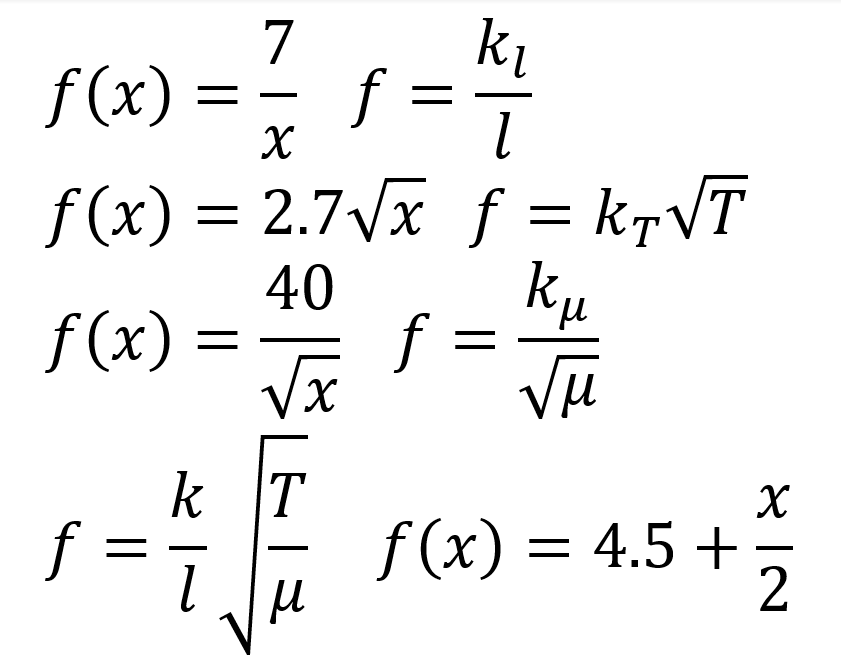 f(x) = 7/x   f = k_l/l
f(x) = 2.7√x   f = k_T√T
f(x) = 40/√x   f = k_μ/√μ
f = k/l √(T/μ)   f(x) = 4.5 + x/2